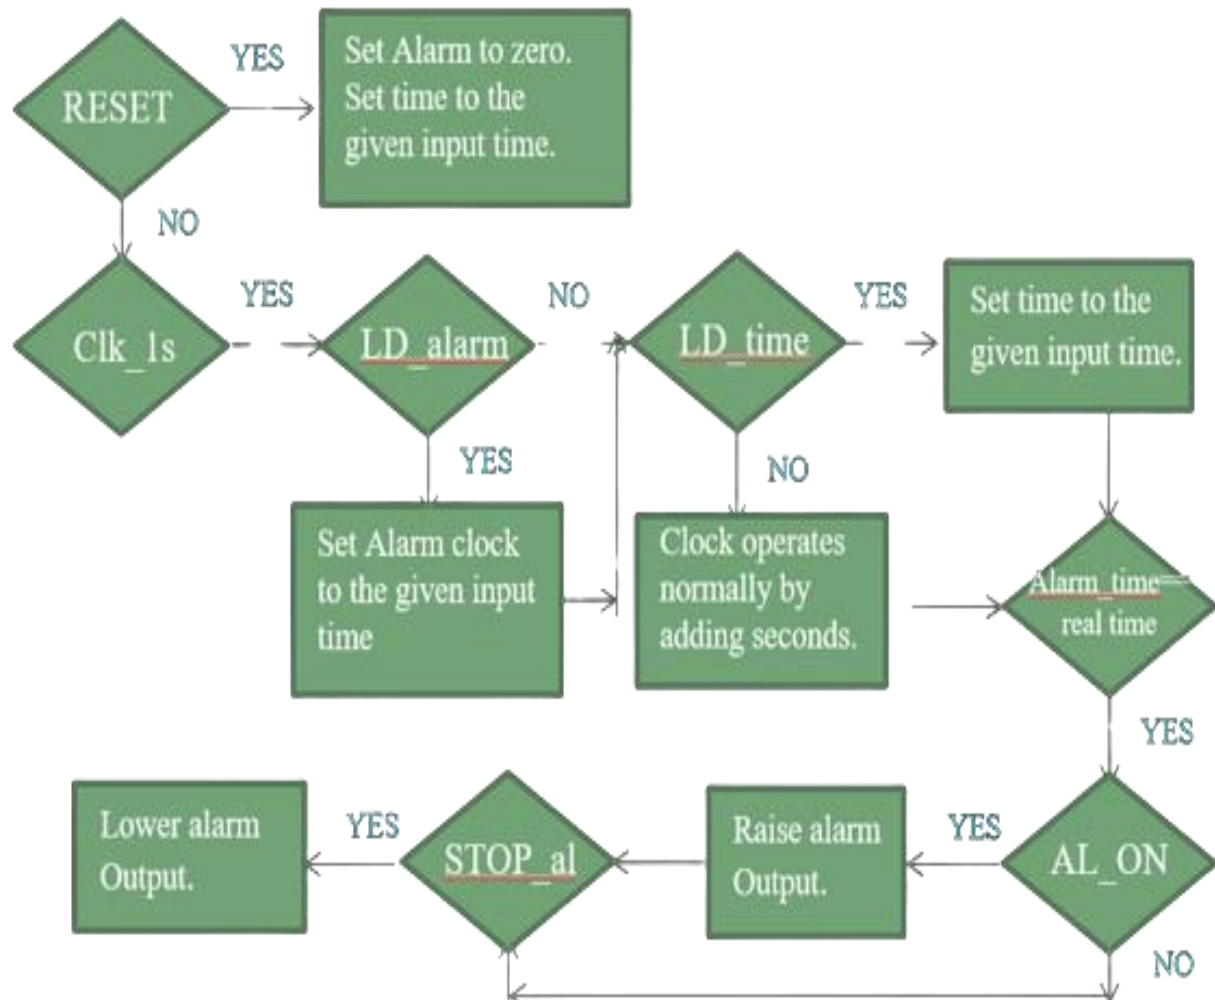 RESET
YES
Set Alarm to zero.
Set time to the
given input time.
NO
Clk_1s
YES
LD_alarm
NO
LD_time
YES
Set time to the
given input time.
YES
NO
Set Alarm clock
to the given input
time
Clock operates
normally by
adding seconds.
Alarm_time==
real time
YES
Lower alarm
Output.
YES
STOP_al
Raise alarm
Output.
YES
AL_ON
NO